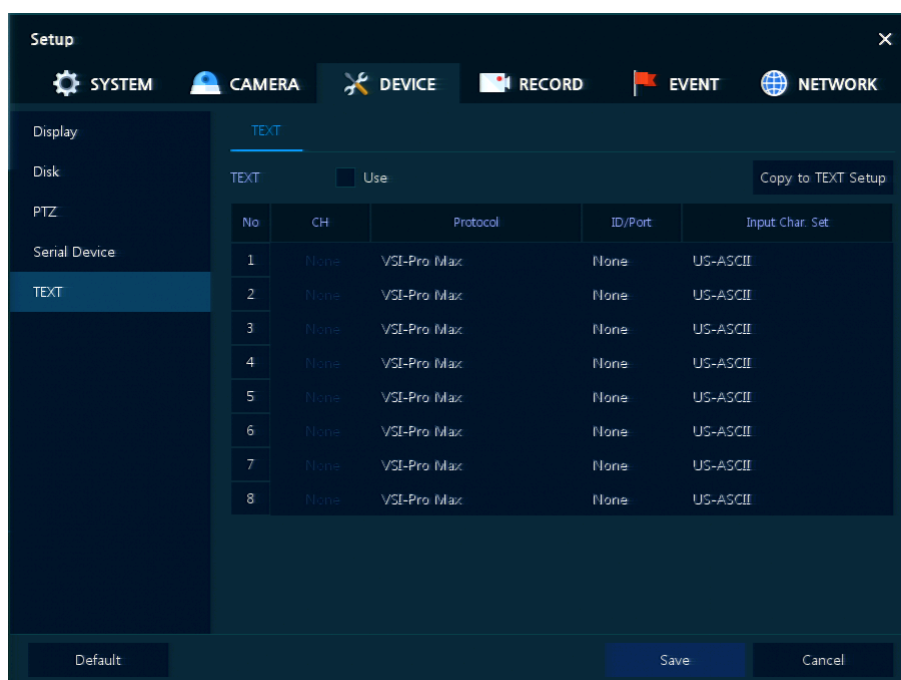 Setup
SYSTEM CAMERA DEVICE RECORD EVENT NETWORK
Display
Disk
PTZ
Serial Device
TEXT
TEXT
TEXT Use Copy to TEXT Setup
No CH Protocol ID/Port Input Char. Set
1 None VSI-Pro Max None US-ASCII
2 None VSI-Pro Max None US-ASCII
3 None VSI-Pro Max None US-ASCII
4 None VSI-Pro Max None US-ASCII
5 None VSI-Pro Max None US-ASCII
6 None VSI-Pro Max None US-ASCII
7 None VSI-Pro Max None US-ASCII
8 None VSI-Pro Max None US-ASCII
Default Save Cancel